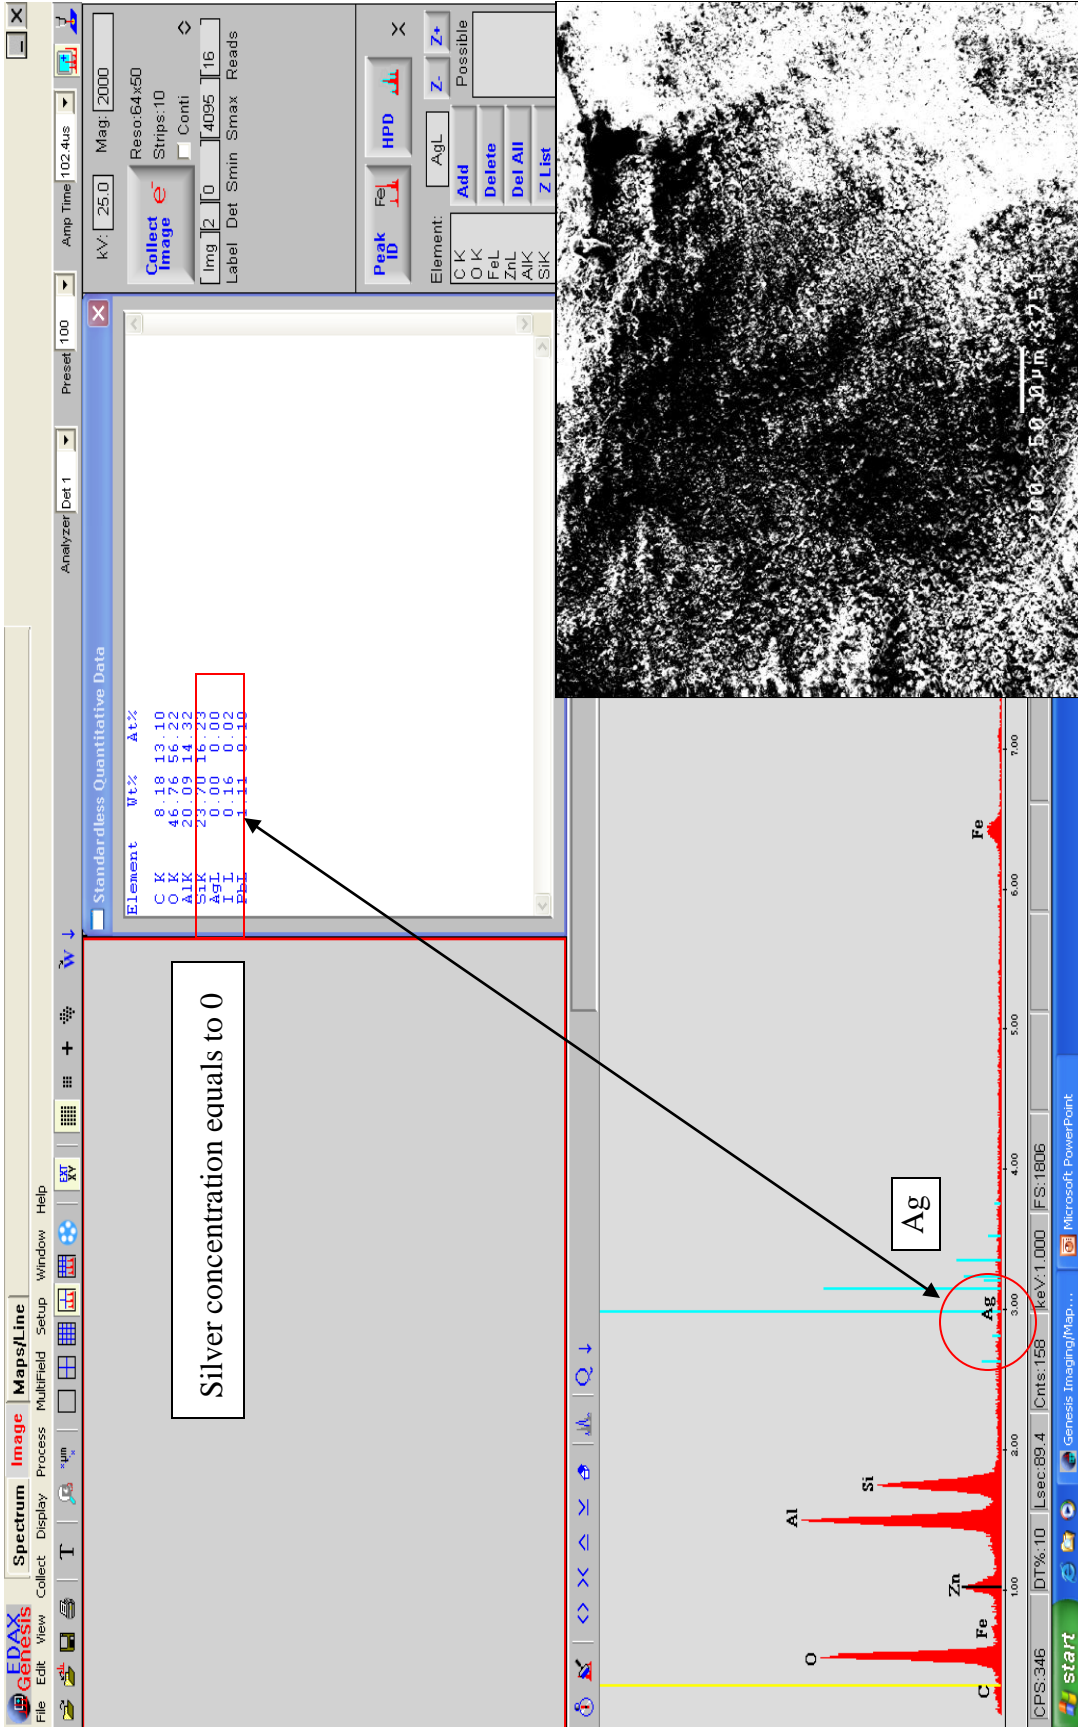 EDAX
Genesis
Spectrum Image Maps/Line
File Edit View Collect Display Process MultiField Setup Window Help
T
EXT
XY
W
Analyzer Det 1 Preset 100 Amp Time 102.4us
Standardless Quantitative Data
Element Wt% At%
C K 8.18 13.10
O K 46.76 56.22
AlK 20.09 14.32
SiK 23.70 16.23
AgL 0.00 0.00
I L 0.16 0.02
PbL 1.11 0.10
Silver concentration equals to 0
kV: 25.0 Mag: 2000
Collect
Image
e-
Reso:64x50
Strips:10
Conti
Img 2 0 4095 16
Label Det Smin Smax Reads
Peak
ID
Fe
HPD
Element: AgL Z- Z+
C K
O K
FeL
ZnL
AlK
SiK
Add
Delete
Del All
Z List
Possible
Ag
C
O
Fe
Zn
Al
Si
Ag
Fe
1.00 2.00 3.00 4.00 5.00 6.00 7.00
CPS:346 DT%:10 Lsec:89.4 Cnts:158 keV:1.000 FS:1806
start Genesis Imaging/Map... Microsoft PowerPoint